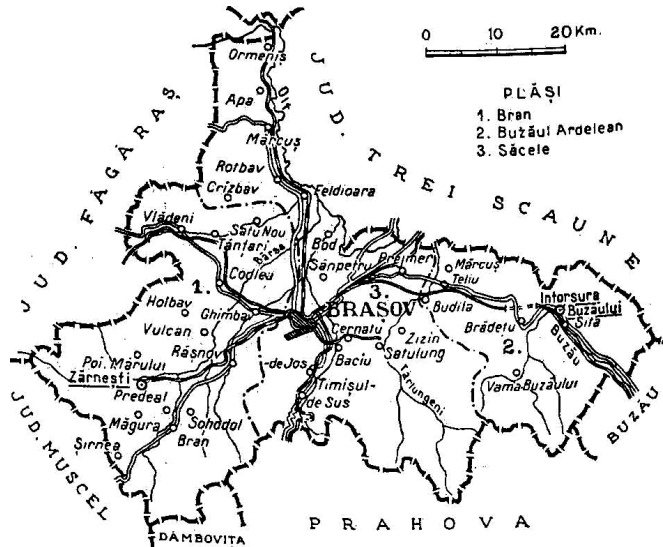 Ormeniș
0 10 20 Km.
PLĂȘI
1. Bran
2. Buzăul Ardelean
3. Săcele
Apa
Olt
JUD. FĂGĂRAȘ
JUD. TREI SCAUNE
Măcuș
Rotbav
Crizbav
Feldioara
Vlădeni
Satu Nou
Țânțari
Bârsa
Bod
Prejmer
Mărcuș
Teliu
Sânpetru
Codlea
1.
3.
BRAȘOV
Budila
Intorsura
Buzăului
Sita
Holbav
Ghimbav
Vulcan
Cernatu
Zizin
Brădetu
2.
Buzău
Râșnov
Baciu
Satulung
Poi. Mărului
Zărnești
-de Jos
Timișul-
de Sus
Tărlungeni
Vama Buzăului
Predeal
Măgura
Sohodol
Bran
Șirnea
JUD. MUSCEL
BUZĂU
DÂMBOVIȚA
PRAHOVA